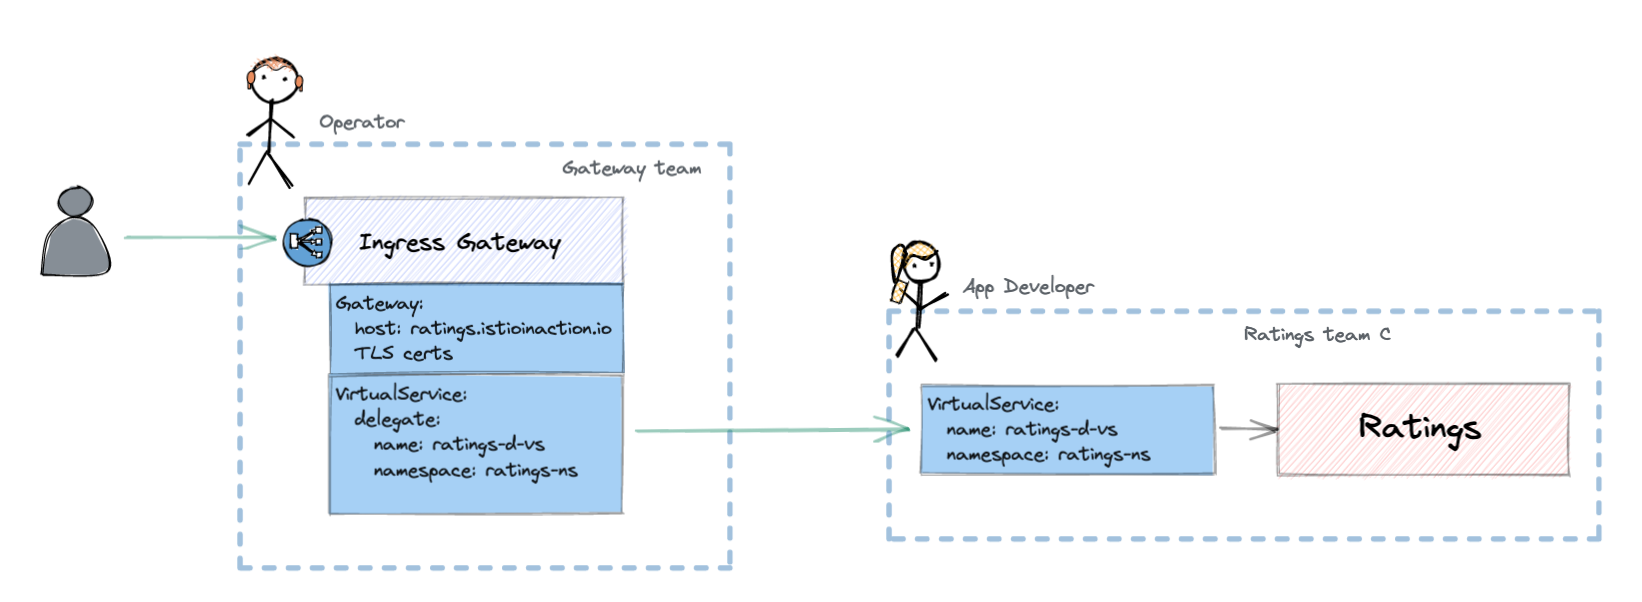 Operator
Gateway team
Ingress Gateway
Gateway:
host: ratings.istioinaction.io
TLS certs
VirtualService:
delegate:
name: ratings-d-vs
namespace: ratings-ns
App Developer
Ratings team C
VirtualService:
name: ratings-d-vs
namespace: ratings-ns
Ratings